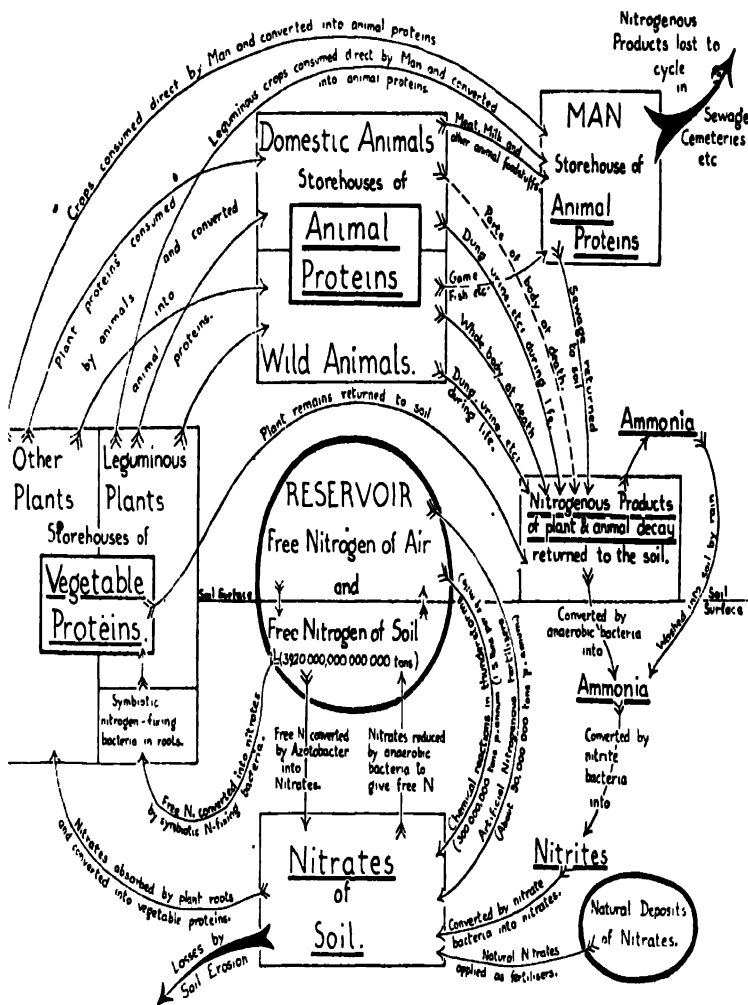 Nitrogenous
Products lost to
cycle
in
Sewage
Cemeteries
etc
Crops consumed direct by Man and converted into animal proteins
Leguminous crops consumed direct by Man and converted
into animal proteins.
MAN
Storehouse of
Animal
Proteins
Domestic Animals
Storehouses of
Animal
Proteins
Wild Animals.
Meat, Milk and
other animal foodstuffs.
Plant proteins consumed
by animals
and converted
into
animal proteins.
Parts of body at death.
Dung, urine, etc. during life.
Game
Fish etc
Whole body at death
Dung, urine, etc.
during life.
Sewage returned
to soil
Plant remains returned to soil
Ammonia
Other
Plants
Leguminous
Plants
Storehouses of
Vegetable
Proteins.
Symbiotic
nitrogen-fixing
bacteria in roots.
RESERVOIR
Free Nitrogen of Air
and
Free Nitrogen of Soil
(3920 000,000 000 000 tons)
Soil Surface
Nitrogenous Products
of plant & animal decay
returned to the soil.
Soil
Surface
Washed into soil by rain
Converted by
anaerobic bacteria
into
Ammonia
Converted by
nitrite
bacteria
into
Nitrites
Free N. converted into nitrates
by symbiotic N-fixing
bacteria.
Free N converted
by Azotobacter
into
Nitrates.
Nitrates reduced
by anaerobic
bacteria to
give free N
Chemical reactions in thunderstorms
Artificial Nitrogenous fertilisers
Nitrates absorbed by plant roots
and converted into vegetable proteins.
Nitrates
of
Soil.
Converted by nitrate
bacteria into nitrates.
Natural Nitrates
applied as fertilisers.
Natural Deposits
of Nitrates.
Losses by
Soil Erosion